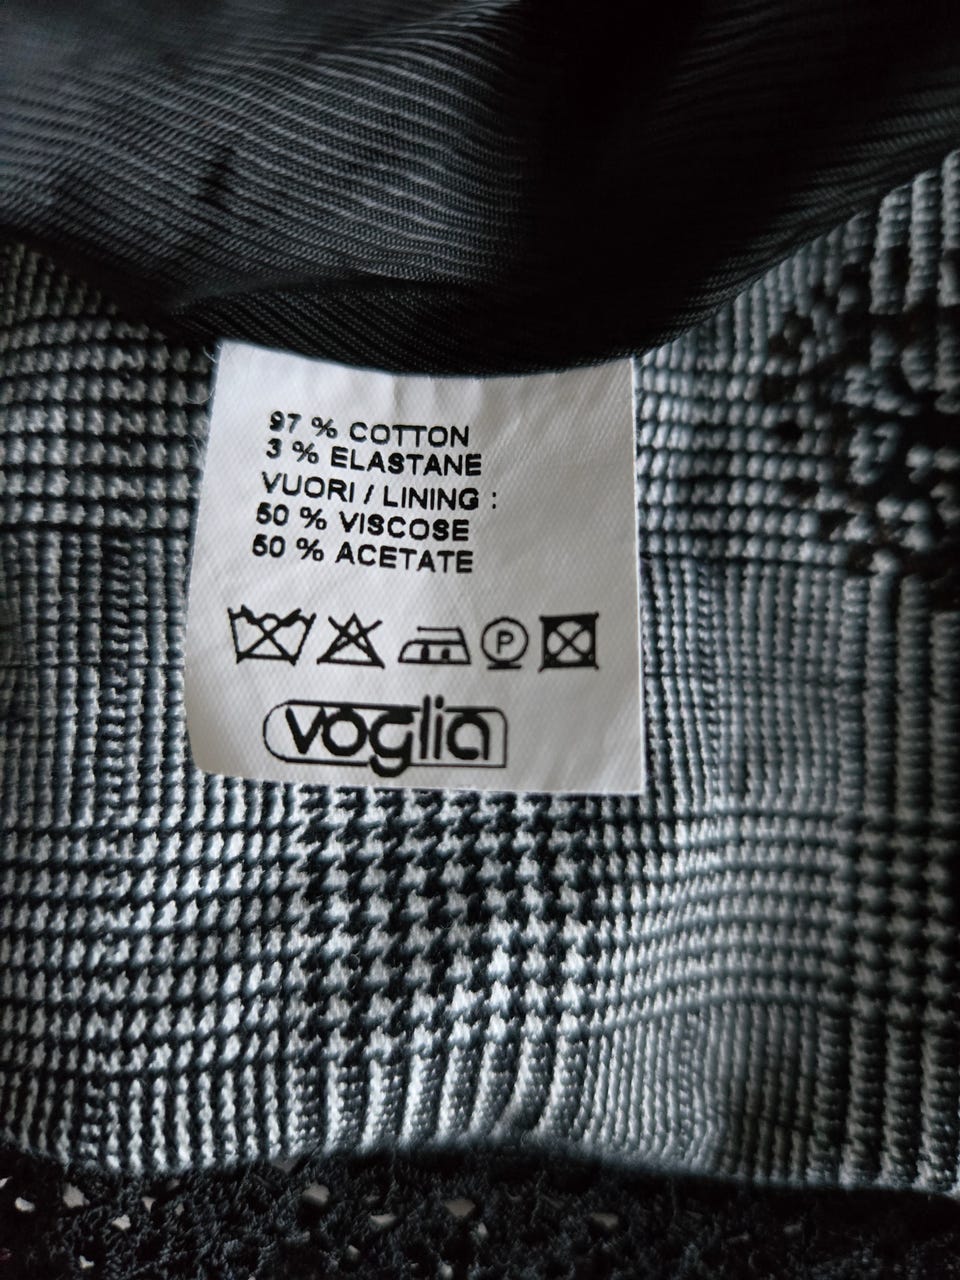 97 % COTTON
3 % ELASTANE
VUORI / LINING :
50 % VISCOSE
50 % ACETATE
P
voglia